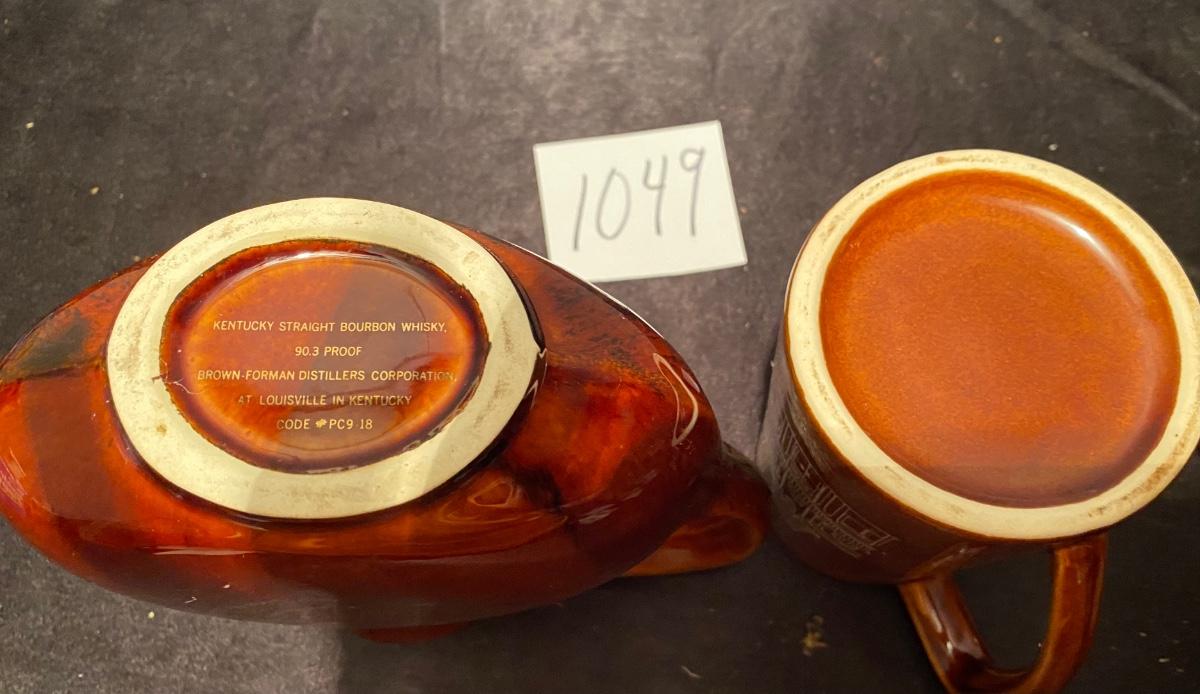 1049
KENTUCKY STRAIGHT BOURBON WHISKY,
90.3 PROOF
BROWN-FORMAN DISTILLERS CORPORATION,
AT LOUISVILLE IN KENTUCKY
CODE # PC9 18